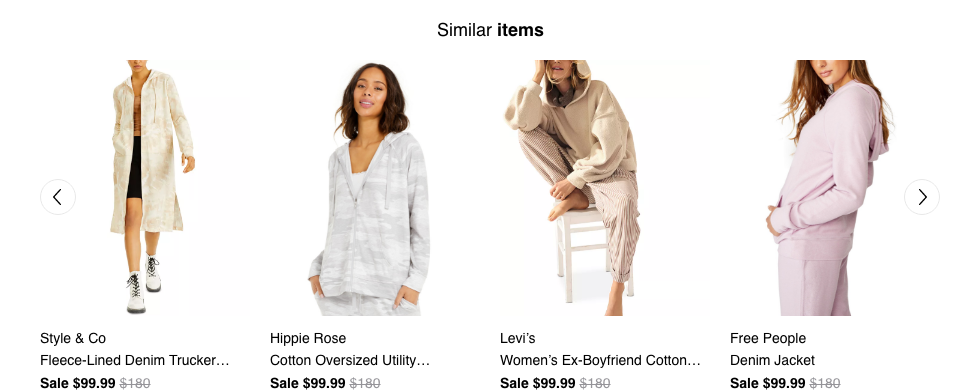 Similar items
Style & Co
Fleece-Lined Denim Trucker…
Sale $99.99 $180
Hippie Rose
Cotton Oversized Utility…
Sale $99.99 $180
Levi’s
Women’s Ex-Boyfriend Cotton…
Sale $99.99 $180
Free People
Denim Jacket
Sale $99.99 $180